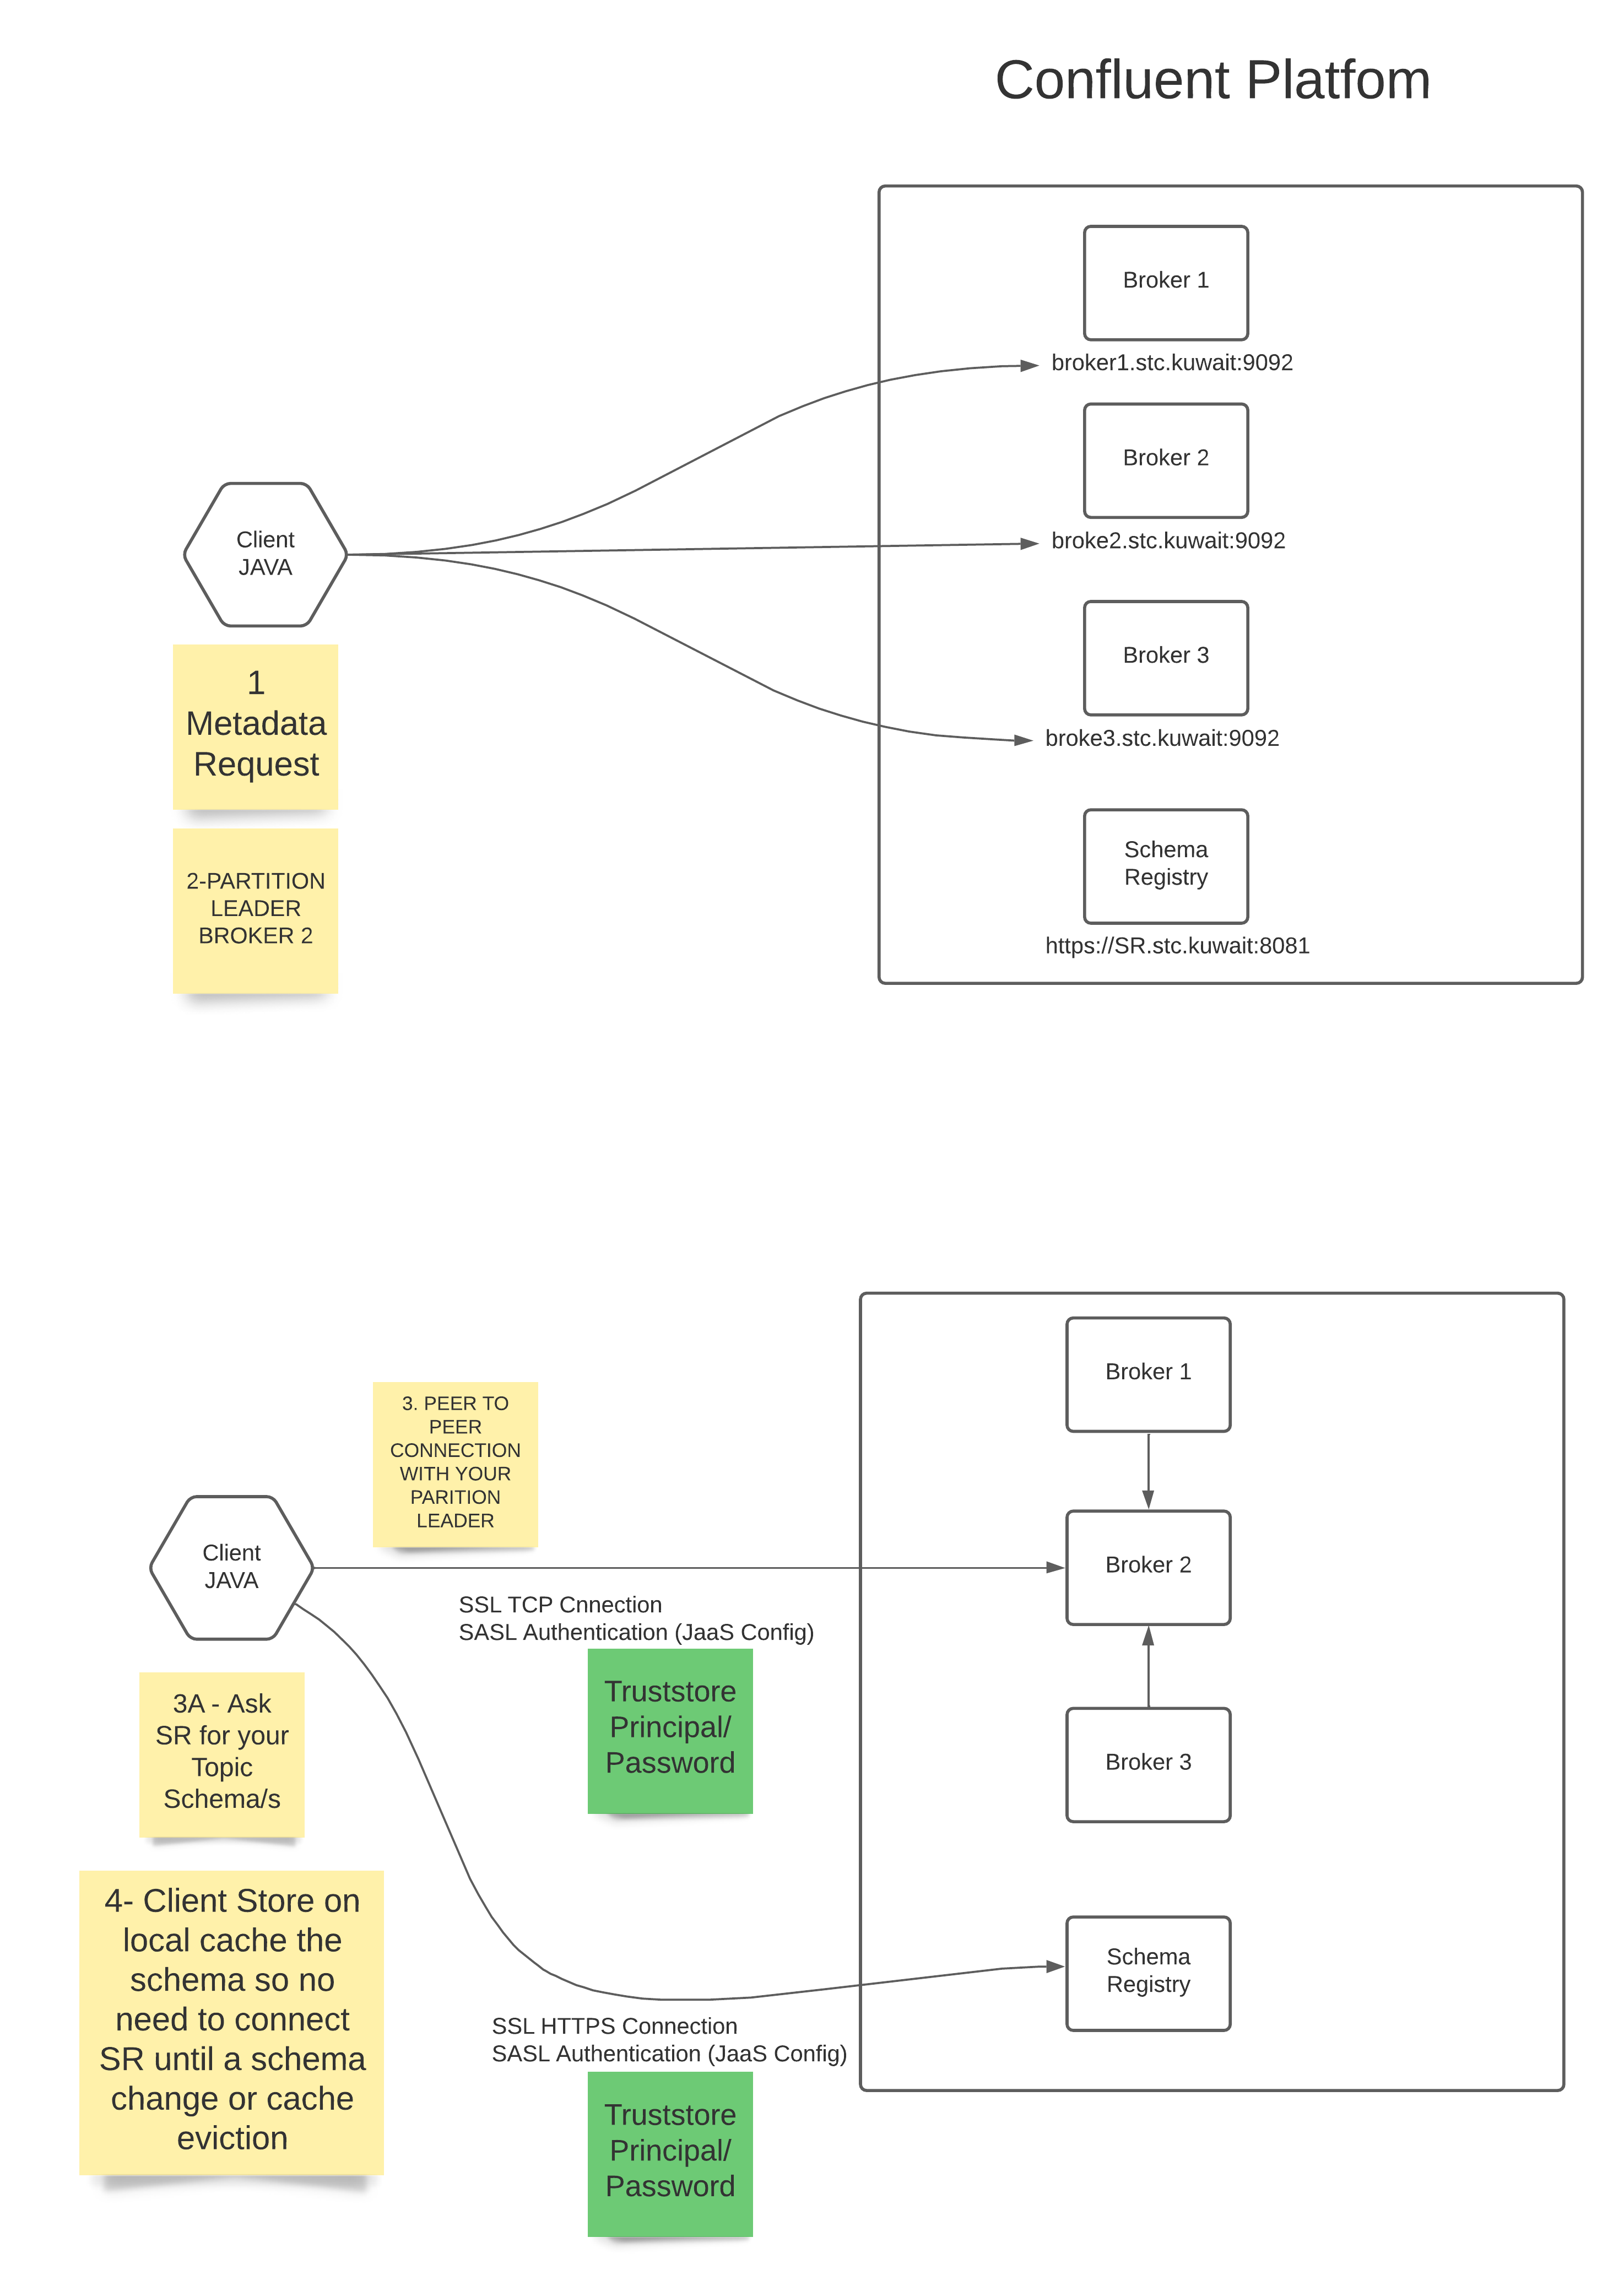 Confluent Platfom
Broker 1
broker1.stc.kuwait:9092
Broker 2
broke2.stc.kuwait:9092
Client
JAVA
Broker 3
broke3.stc.kuwait:9092
1
Metadata
Request
Schema
Registry
https://SR.stc.kuwait:8081
2-PARTITION
LEADER
BROKER 2
Broker 1
3. PEER TO
PEER
CONNECTION
WITH YOUR
PARITION
LEADER
Client
JAVA
Broker 2
SSL TCP Cnnection
SASL Authentication (JaaS Config)
Truststore
Principal/
Password
3A - Ask
SR for your
Topic
Schema/s
Broker 3
4- Client Store on
local cache the
schema so no
need to connect
SR until a schema
change or cache
eviction
Schema
Registry
SSL HTTPS Connection
SASL Authentication (JaaS Config)
Truststore
Principal/
Password